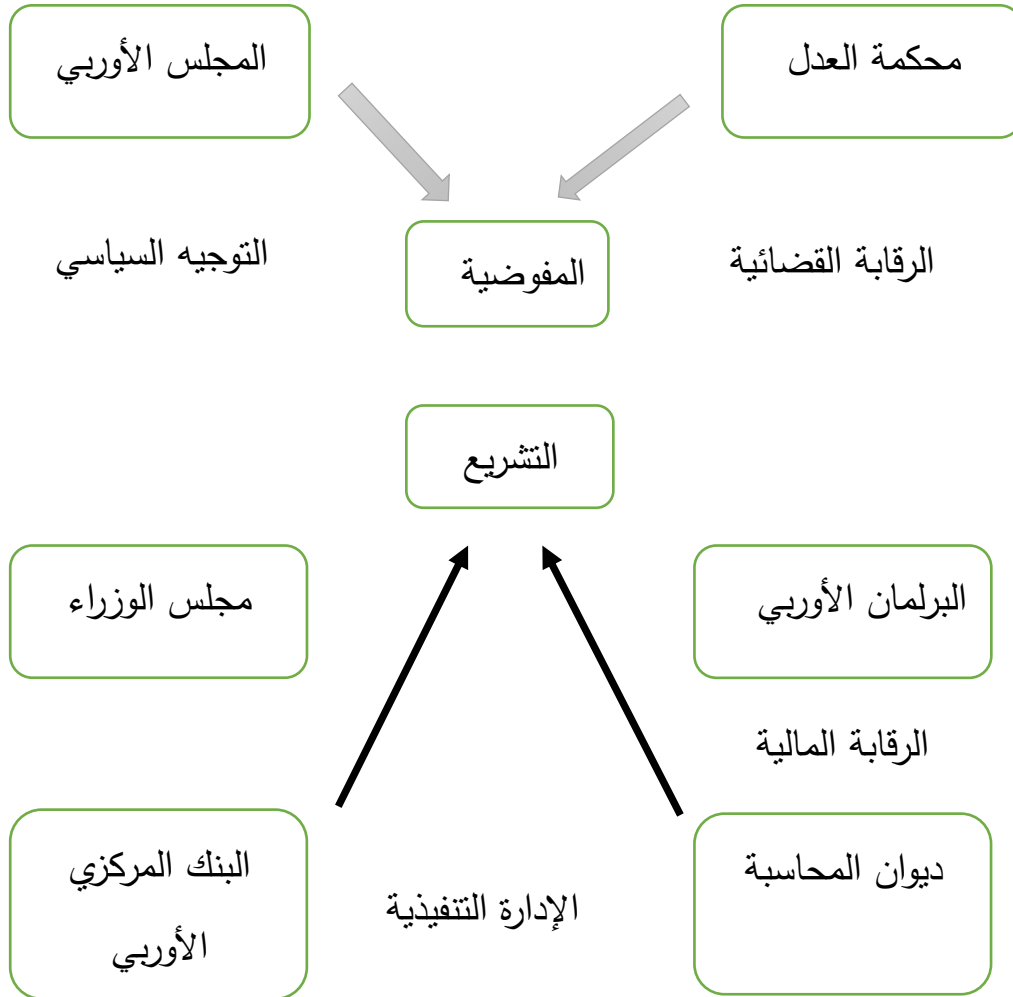 محكمة العدل
المجلس الأوربي
الرقابة القضائية
المفوضية
التوجيه السياسي
التشريع
البرلمان الأوربي
مجلس الوزراء
الرقابة المالية
ديوان المحاسبة
الإدارة التنفيذية
البنك المركزي
الأوربي